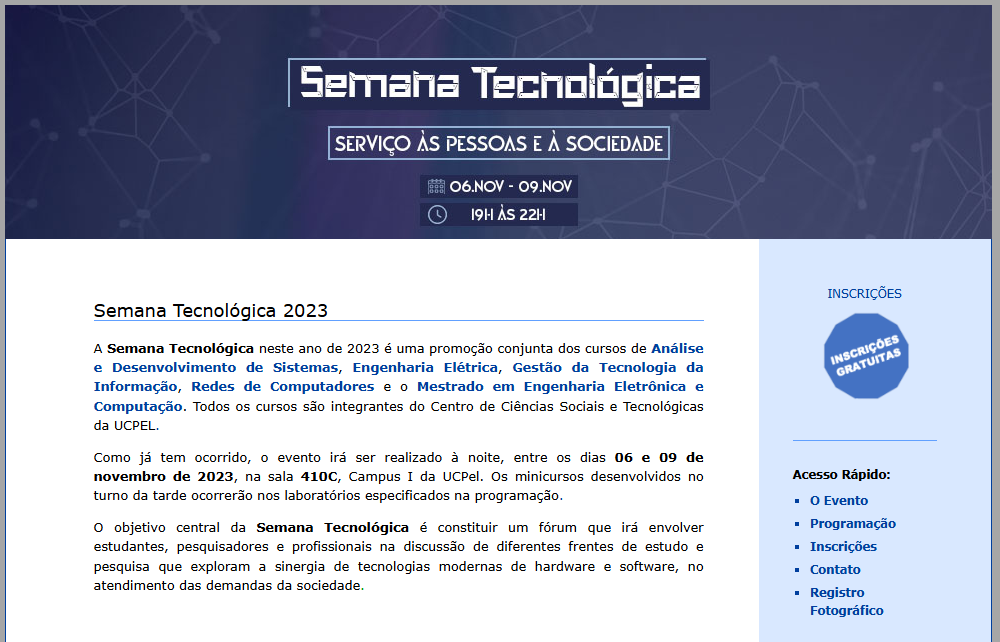 Semana Tecnológica
SERVIÇO ÀS PESSOAS E À SOCIEDADE
06.NOV - 09.NOV
19H ÀS 22H
Semana Tecnológica 2023
A Semana Tecnológica neste ano de 2023 é uma promoção conjunta dos cursos de Análise
e Desenvolvimento de Sistemas, Engenharia Elétrica, Gestão da Tecnologia da
Informação, Redes de Computadores e o Mestrado em Engenharia Eletrônica e
Computação. Todos os cursos são integrantes do Centro de Ciências Sociais e Tecnológicas
da UCPEL.
Como já tem ocorrido, o evento irá ser realizado à noite, entre os dias 06 e 09 de
novembro de 2023, na sala 410C, Campus I da UCPel. Os minicursos desenvolvidos no
turno da tarde ocorrerão nos laboratórios especificados na programação.
O objetivo central da Semana Tecnológica é constituir um fórum que irá envolver
estudantes, pesquisadores e profissionais na discussão de diferentes frentes de estudo e
pesquisa que exploram a sinergia de tecnologias modernas de hardware e software, no
atendimento das demandas da sociedade.
INSCRIÇÕES
INSCRIÇÕES
GRATUITAS
Acesso Rápido:
O Evento
Programação
Inscrições
Contato
Registro
Fotográfico